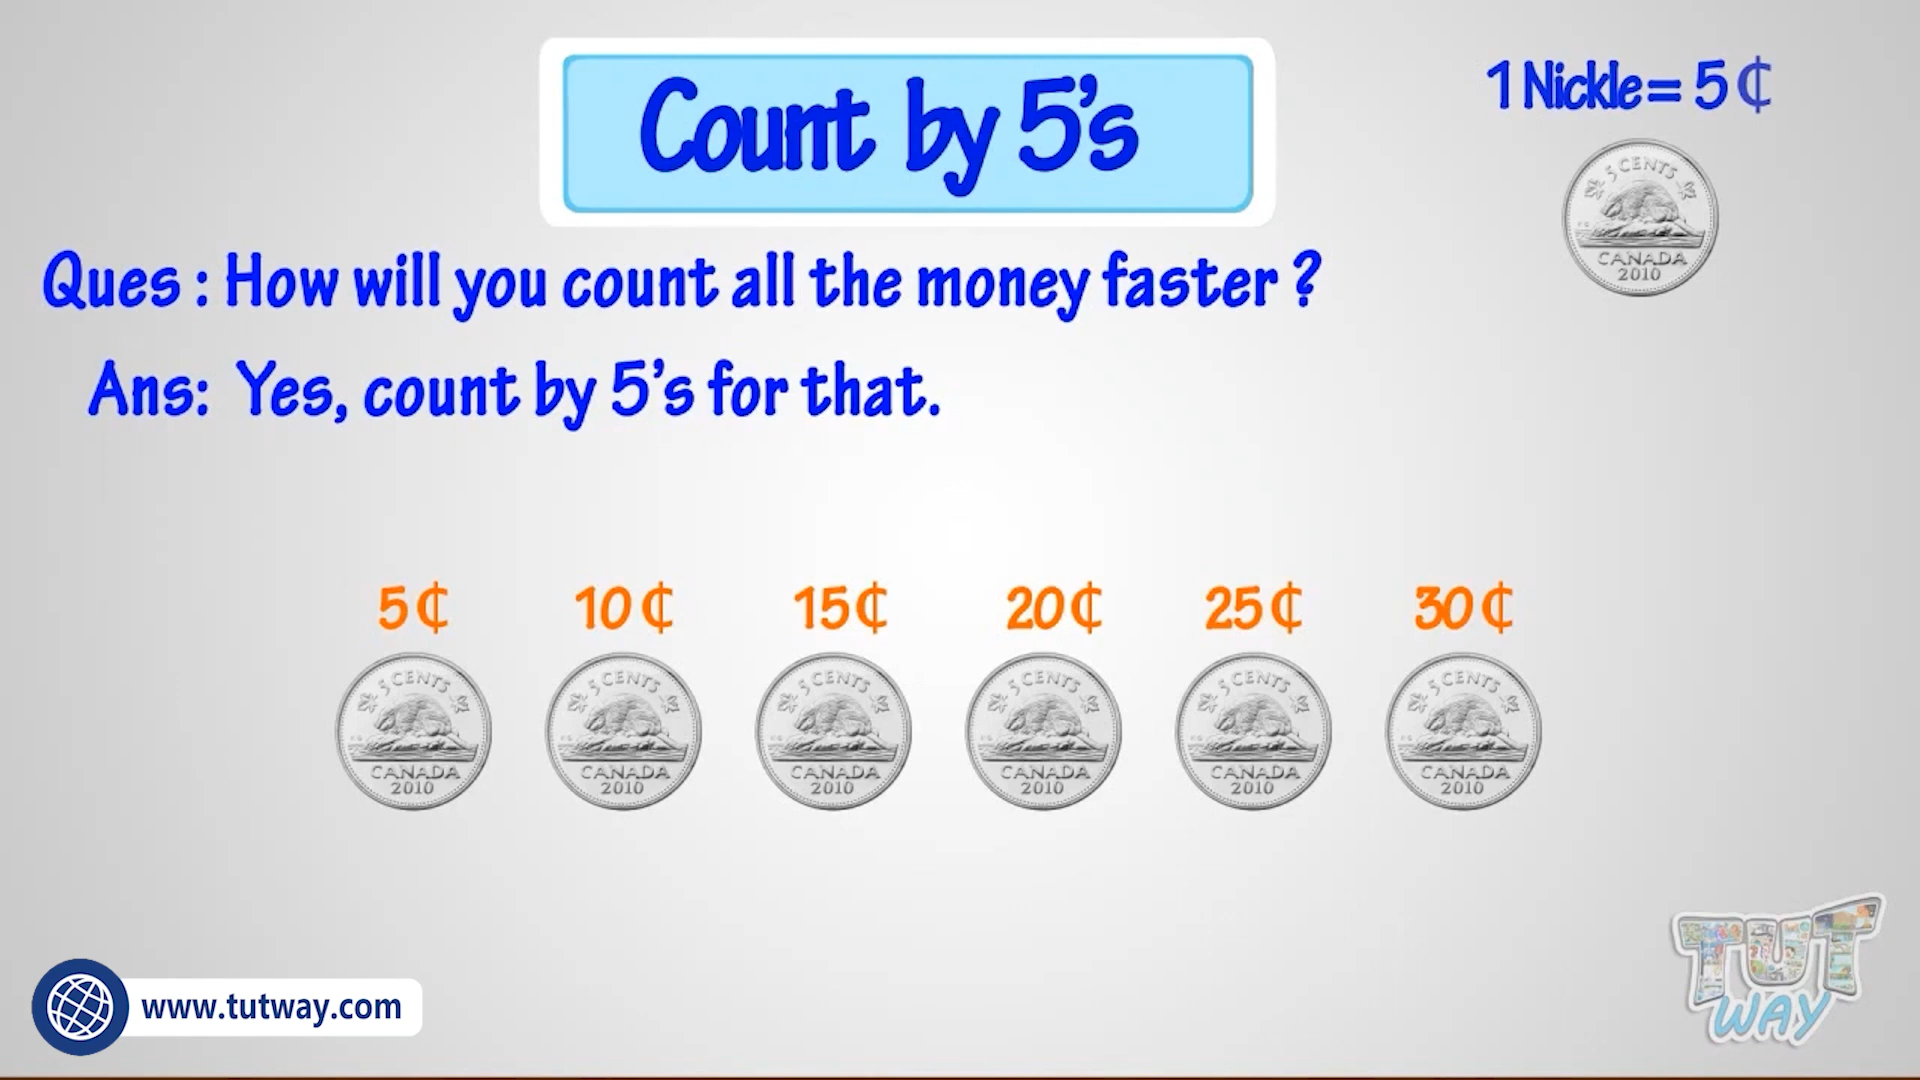 Count by 5's
1 Nickle = 5¢
5 CENTS
CANADA
2010
Ques : How will you count all the money faster ?
Ans: Yes, count by 5's for that.
5¢ 10¢ 15¢ 20¢ 25¢ 30¢
5 CENTS 5 CENTS 5 CENTS 5 CENTS 5 CENTS 5 CENTS
CANADA CANADA CANADA CANADA CANADA CANADA
2010 2010 2010 2010 2010 2010
TUT
WAY
www.tutway.com